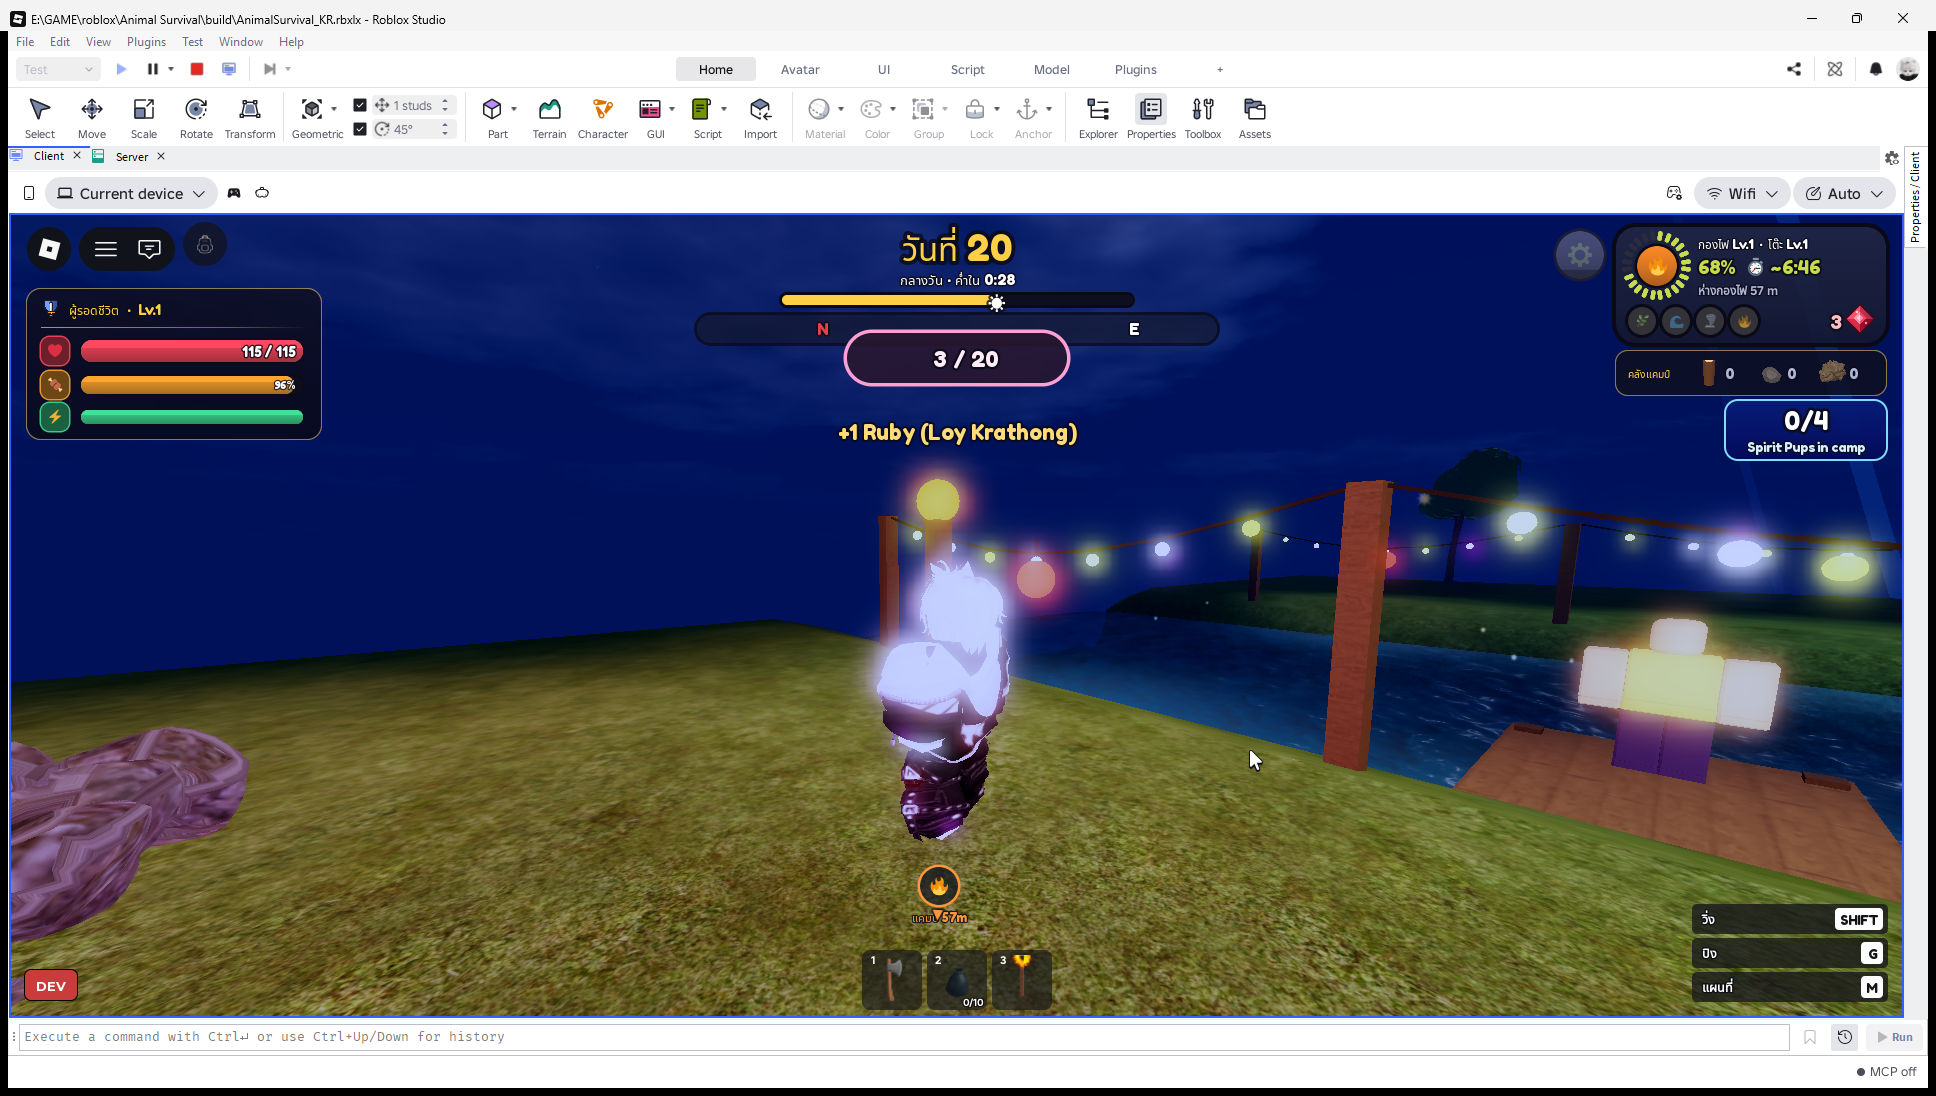 E:\GAME\roblox\Animal Survival\build\AnimalSurvival_KR.rbxlx - Roblox Studio
File Edit View Plugins Test Window Help
Test
Home Avatar UI Script Model Plugins +
Select Move Scale Rotate Transform Geometric 1 studs 45° Part Terrain Character GUI Script Import Material Color Group Lock Anchor Explorer Properties Toolbox Assets
Client Server
Properties / Client
Current device
Wifi Auto
วันที่ 20
กลางวัน • ค่ำใน 0:28
N E
3 / 20
+1 Ruby (Loy Krathong)
ผู้รอดชีวิต · Lv.1
115 / 115
96%
กองไฟ Lv.1 · โต๊ะ Lv.1
68% ~6:46
ห่างกองไฟ 57 m
3
คลังแคมป์ 0 0 0
0/4
Spirit Pups in camp
57m
1 2 3
0/10
วิ่ง SHIFT
ปิง G
แผนที่ M
DEV
Execute a command with Ctrl↵ or use Ctrl+Up/Down for history
Run
MCP off